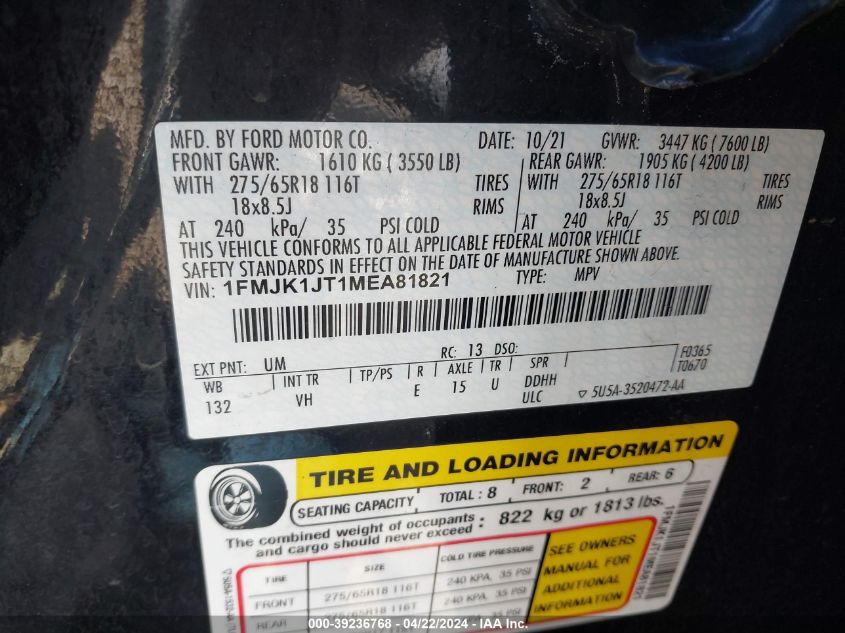 MFD. BY FORD MOTOR CO. DATE: 10/21 GVWR: 3447 KG ( 7600 LB)
FRONT GAWR: 1610 KG ( 3550 LB) REAR GAWR: 1905 KG ( 4200 LB)
WITH 275/65R18 116T TIRES WITH 275/65R18 116T TIRES
18x8.5J RIMS 18x8.5J RIMS
AT 240 kPa/ 35 PSI COLD AT 240 kPa/ 35 PSI COLD
THIS VEHICLE CONFORMS TO ALL APPLICABLE FEDERAL MOTOR VEHICLE
SAFETY STANDARDS IN EFFECT ON THE DATE OF MANUFACTURE SHOWN ABOVE.
VIN: 1FMJK1JT1MEA81821 TYPE: MPV
EXT PNT: UM RC: 13 DSO: F0365
WB INT TR TP/PS R AXLE TR SPR T0670
132 VH E 15 U DDHH
ULC ▽ 5U5A-3520472-AA
TIRE AND LOADING INFORMATION
SEATING CAPACITY TOTAL : 8 FRONT: 2 REAR: 6
The combined weight of occupants
and cargo should never exceed : 822 kg or 1813 lbs.
TIRE SIZE COLD TIRE PRESSURE
FRONT 275/65R18 116T 240 KPA, 35 PSI
REAR 275/65R18 116T 240 KPA, 35 PSI
SEE OWNERS
MANUAL FOR
ADDITIONAL
INFORMATION
000-39236768 - 04/22/2024 - IAA Inc.